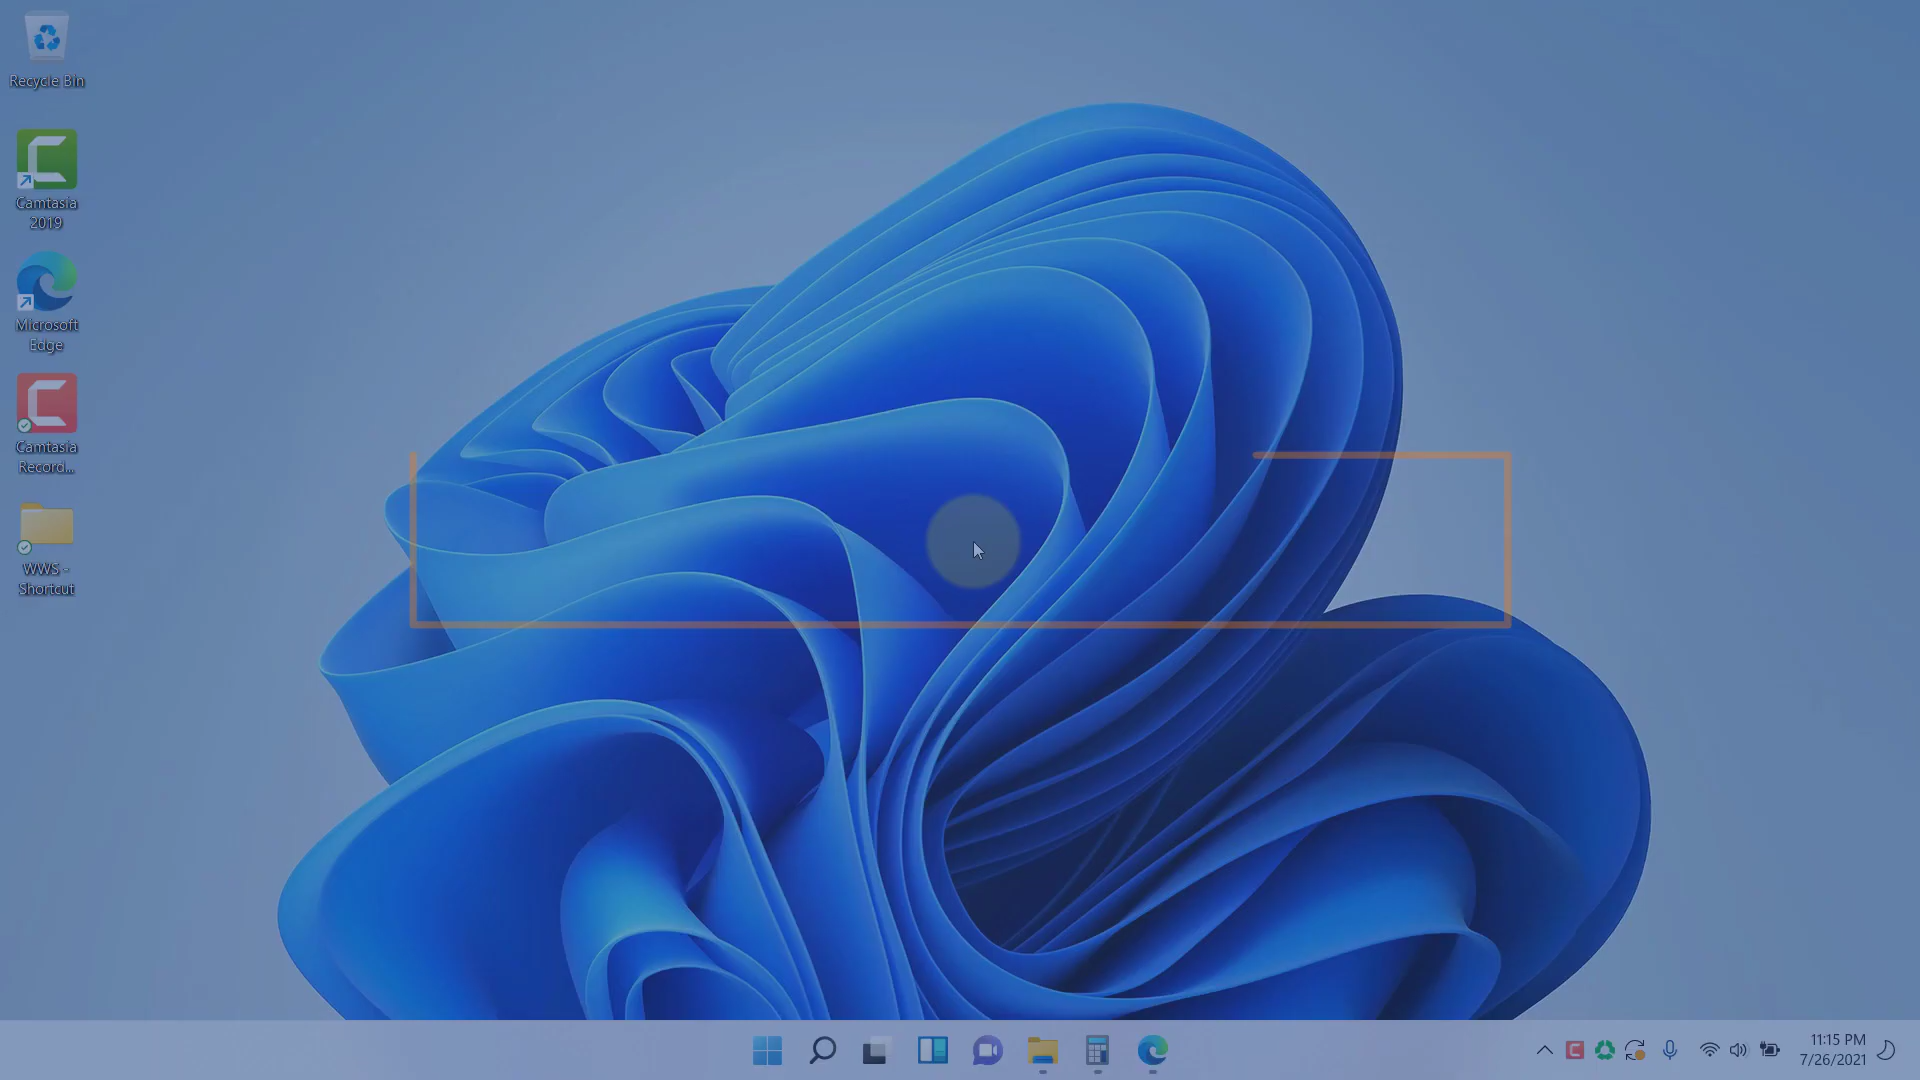 Recycle Bin
Camtasia
2019
Microsoft
Edge
Camtasia
Record...
WWS -
Shortcut
11:15 PM
7/26/2021